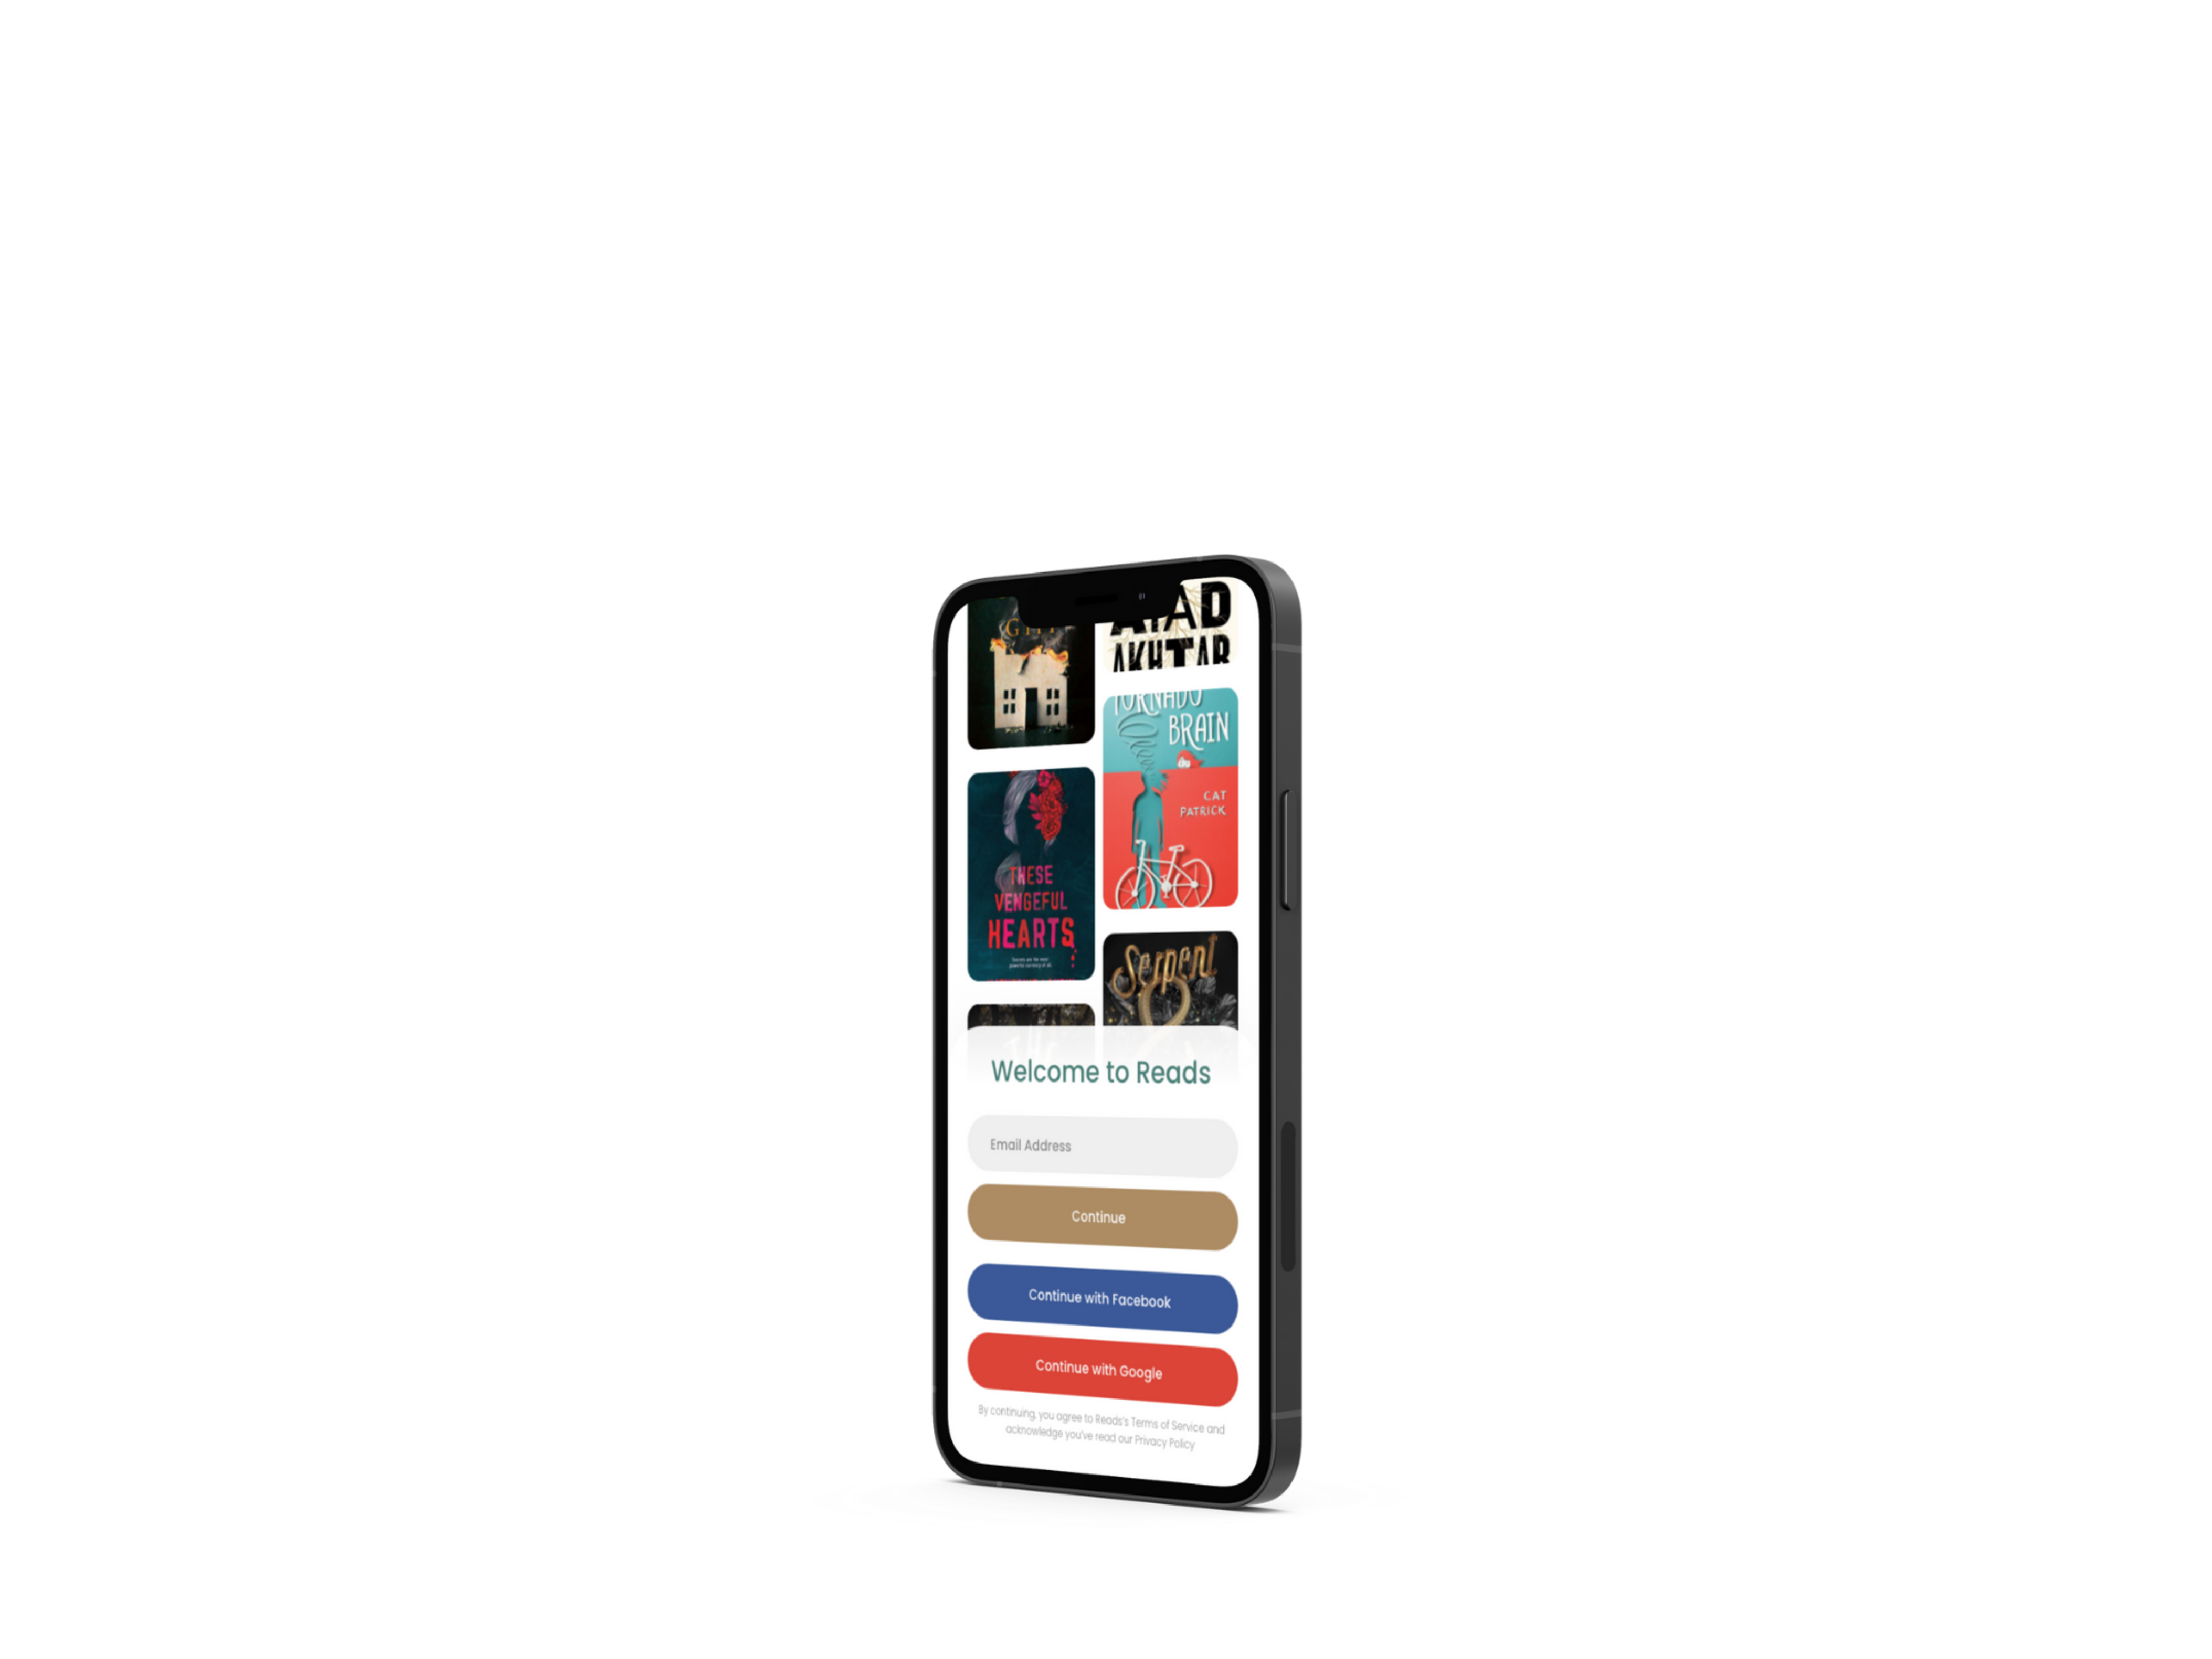 AKHTAR
TORNADO
BRAIN
CAT
PATRICK
THESE
VENGEFUL
HEARTS
Serpent
Welcome to Reads
Email Address
Continue
Continue with Facebook
Continue with Google
By continuing, you agree to Reads's Terms of Service and
acknowledge you've read our Privacy Policy